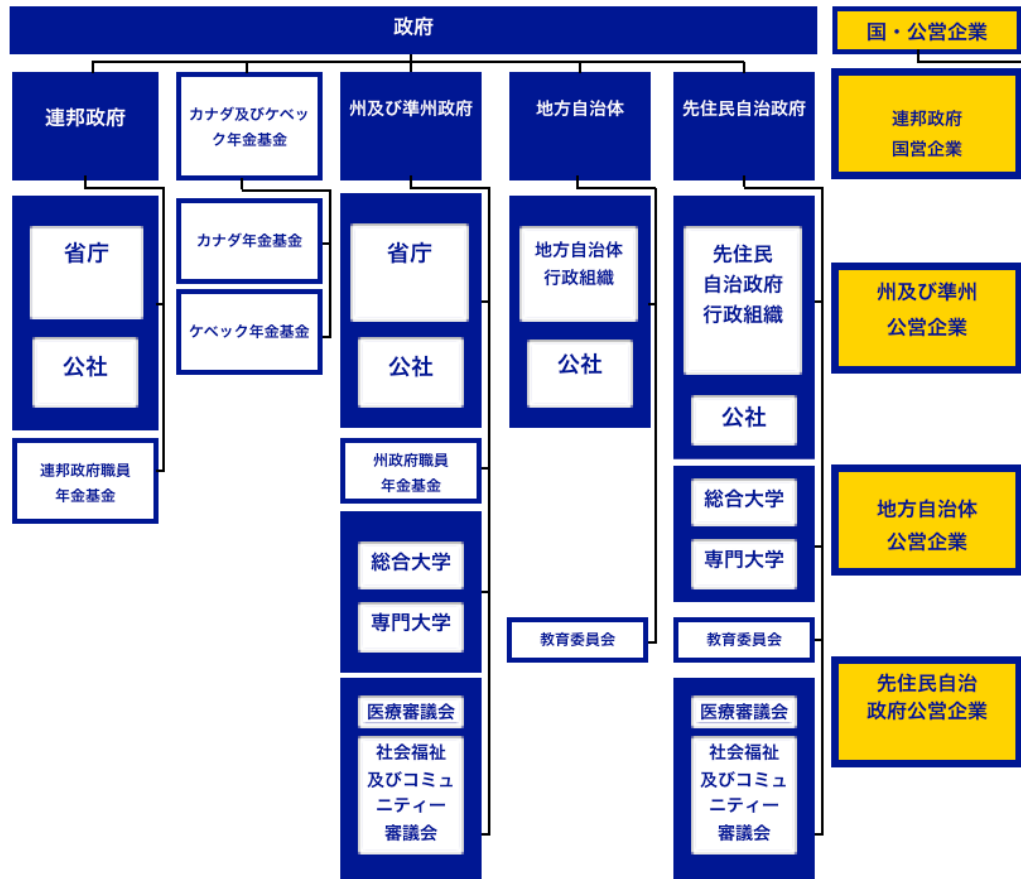 政府
国・公営企業
連邦政府
カナダ及びケベッ
ク年金基金
州及び準州政府
地方自治体
先住民自治政府
連邦政府
国営企業
省庁
公社
連邦政府職員
年金基金
カナダ年金基金
ケベック年金基金
省庁
公社
州政府職員
年金基金
総合大学
専門大学
医療審議会
社会福祉
及びコミュ
ニティー
審議会
地方自治体
行政組織
公社
教育委員会
先住民
自治政府
行政組織
公社
総合大学
専門大学
教育委員会
医療審議会
社会福祉
及びコミュ
ニティー
審議会
州及び準州
公営企業
地方自治体
公営企業
先住民自治
政府公営企業